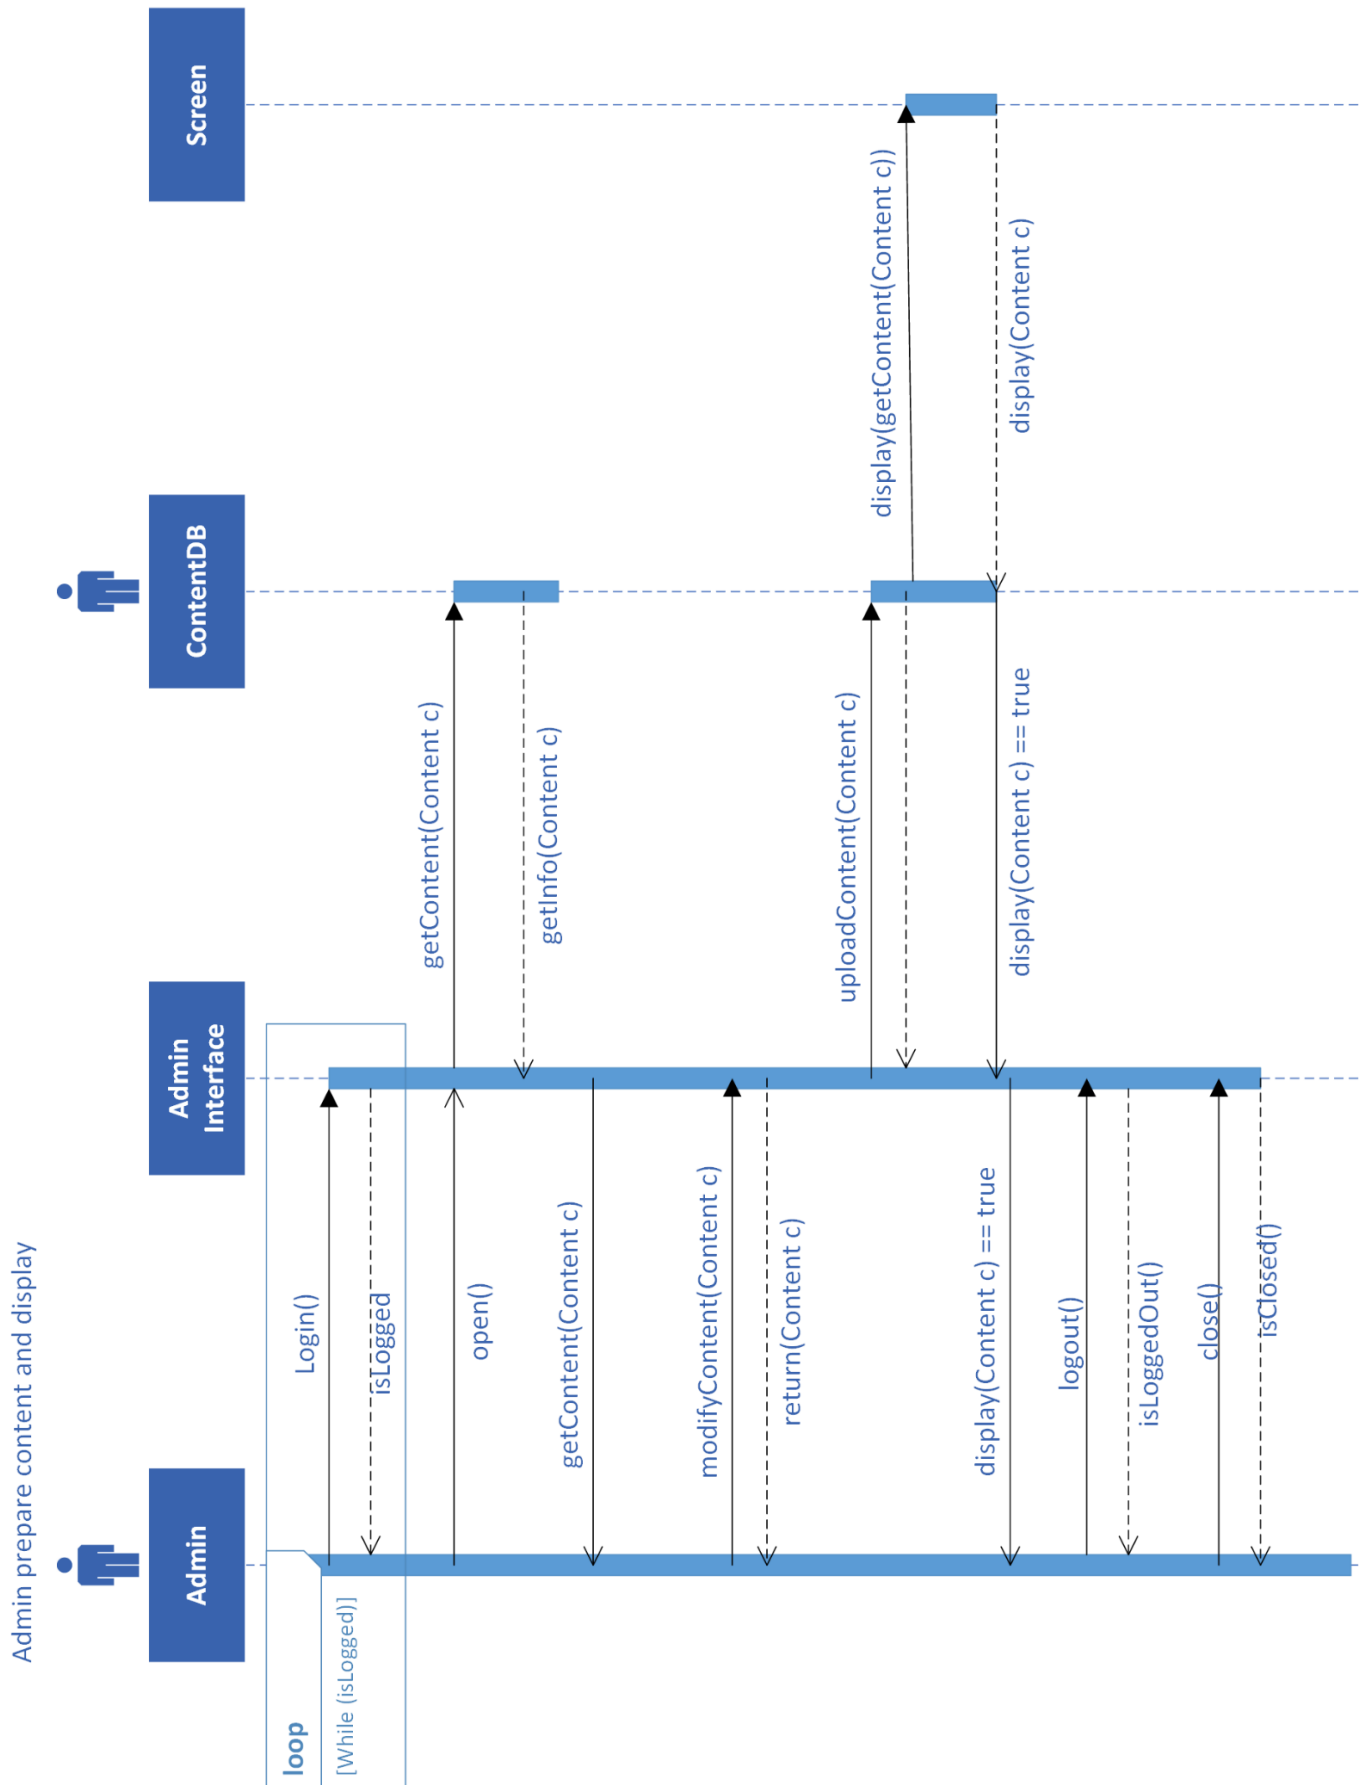 Admin prepare content and display
Admin
Admin
Interface
ContentDB
Screen
loop
[While (isLogged)]
Login()
isLogged
open()
getContent(Content c)
getInfo(Content c)
getContent(Content c)
modifyContent(Content c)
return(Content c)
uploadContent(Content c)
display(getContent(Content c))
display(Content c)
display(Content c) == true
display(Content c) == true
logout()
isLoggedOut()
close()
isClosed()